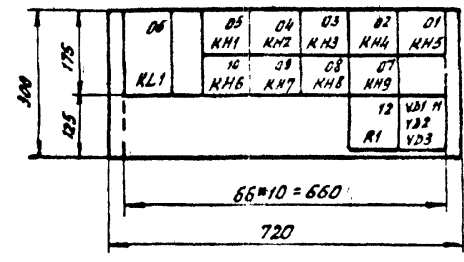 06 05 04 03 02 01
KL1 KH1 KH2 KH3 KH4 KH5
10 09 08 07
KH6 KH7 KH8 KH9
12 VD1 11
R1 VD2
VD3
300
175
125
66*10=660
720